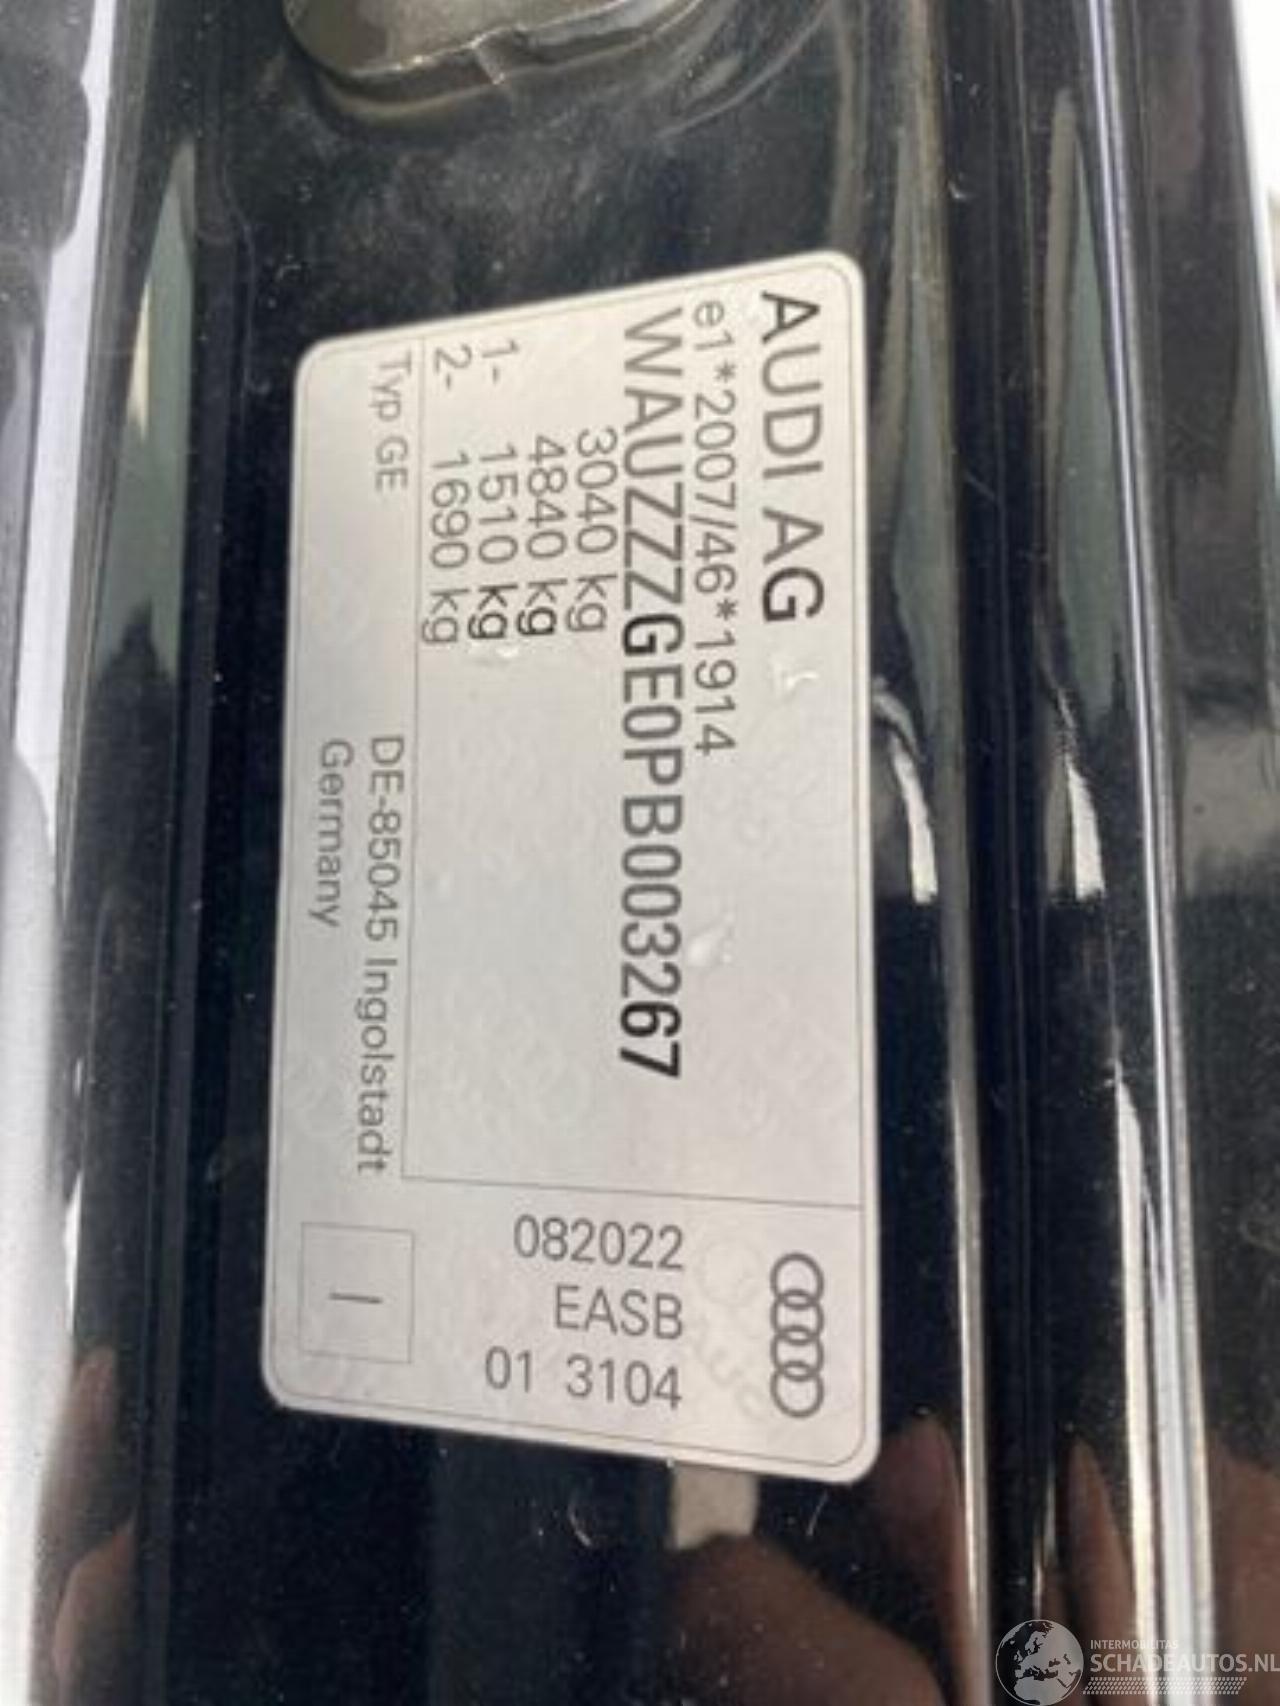 AUDI AG
e1*2007/46*1914
WAUZZZGE0PB003267
3040 kg
4840 kg
1- 1510 kg
2- 1690 kg
Typ GE
DE-85045 Ingolstadt
Germany
082022
EASB
01 3104
INTERMOBILITAS
SCHADEAUTOS.NL